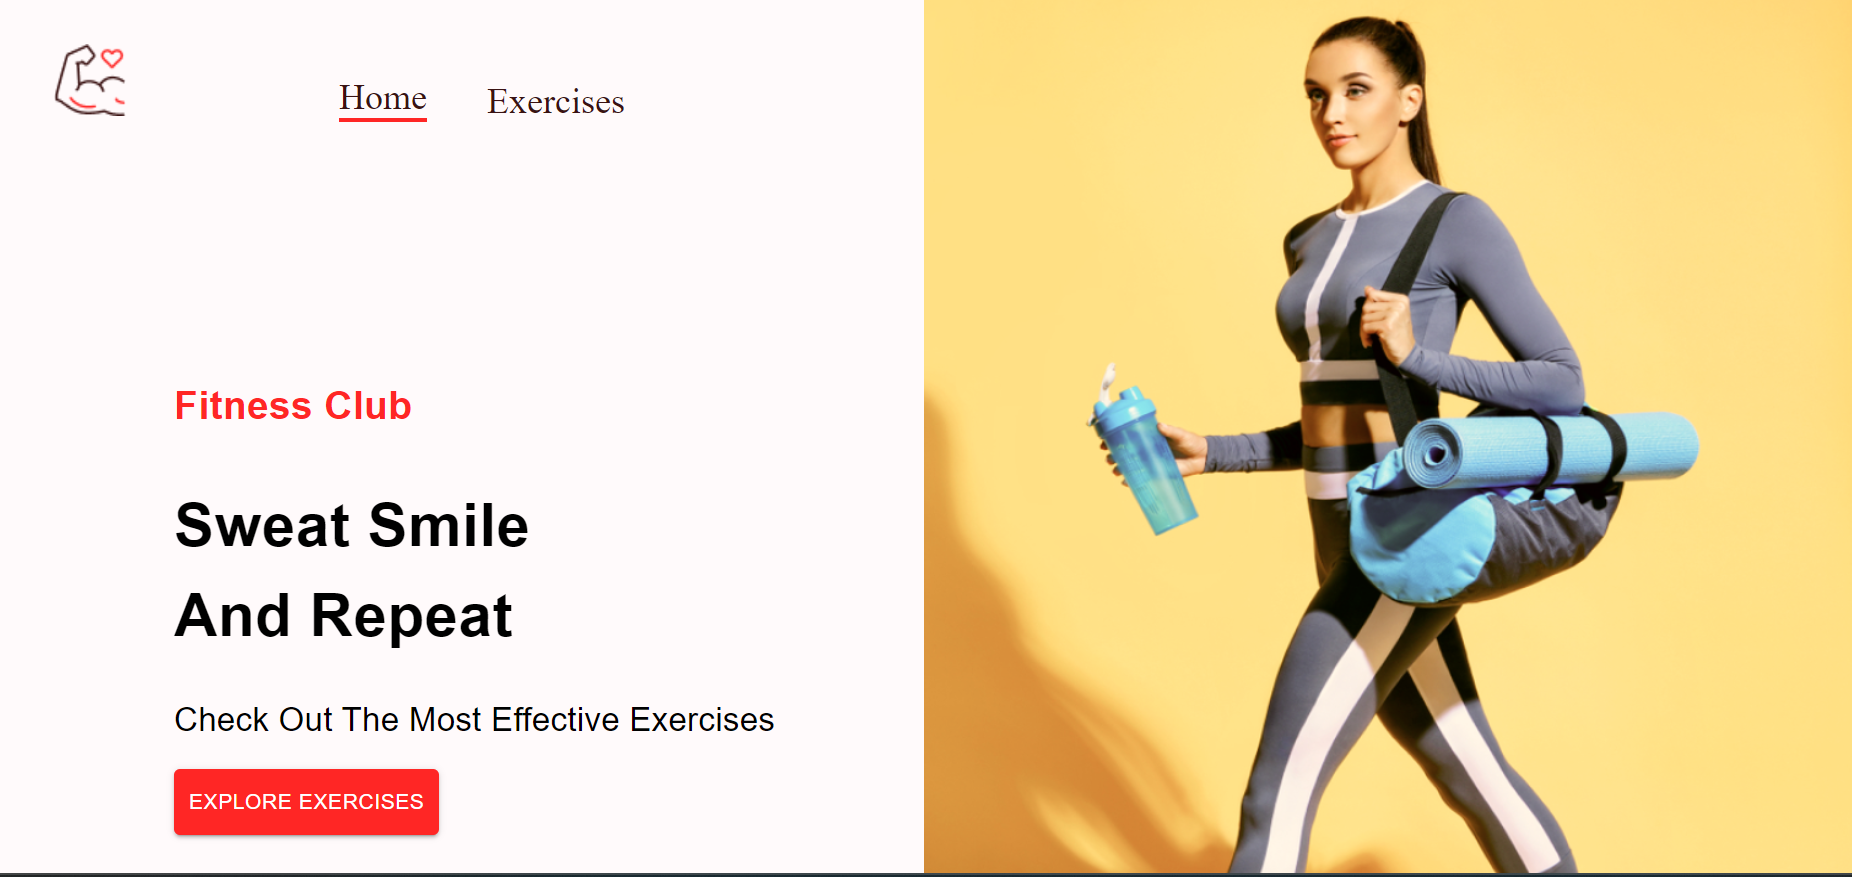 Home
Exercises
Fitness Club
Sweat Smile
And Repeat
Check Out The Most Effective Exercises
EXPLORE EXERCISES